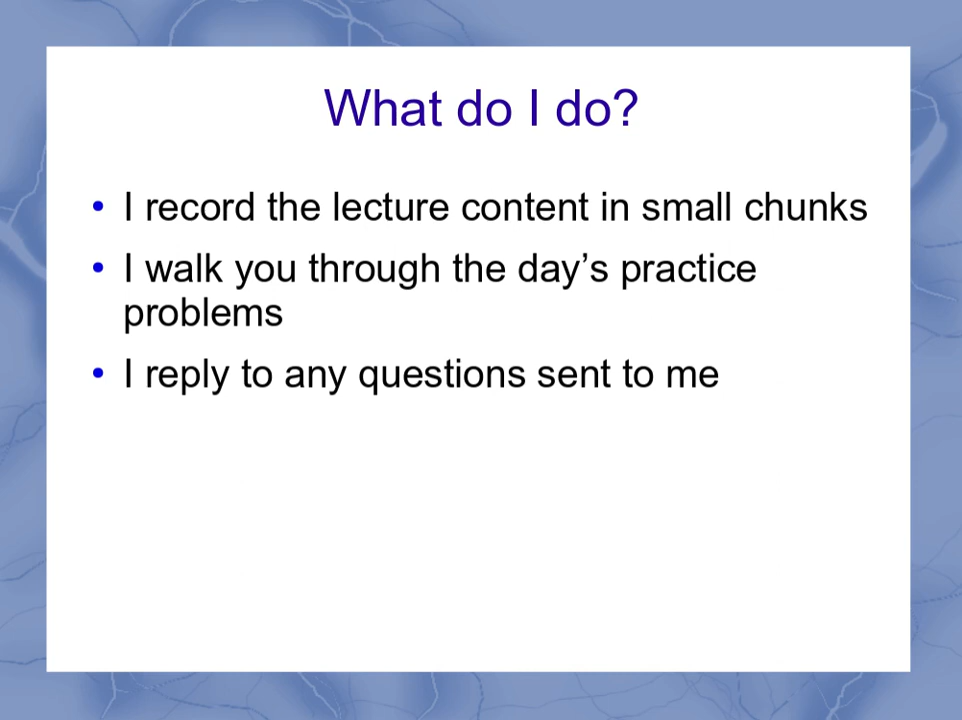 What do I do?
• I record the lecture content in small chunks
• I walk you through the day’s practice
problems
• I reply to any questions sent to me